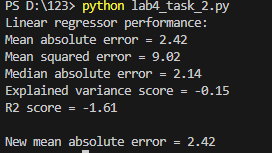 PS D:\123> python lab4_task_2.py
Linear regressor performance:
Mean absolute error = 2.42
Mean squared error = 9.02
Median absolute error = 2.14
Explained variance score = -0.15
R2 score = -1.61
New mean absolute error = 2.42